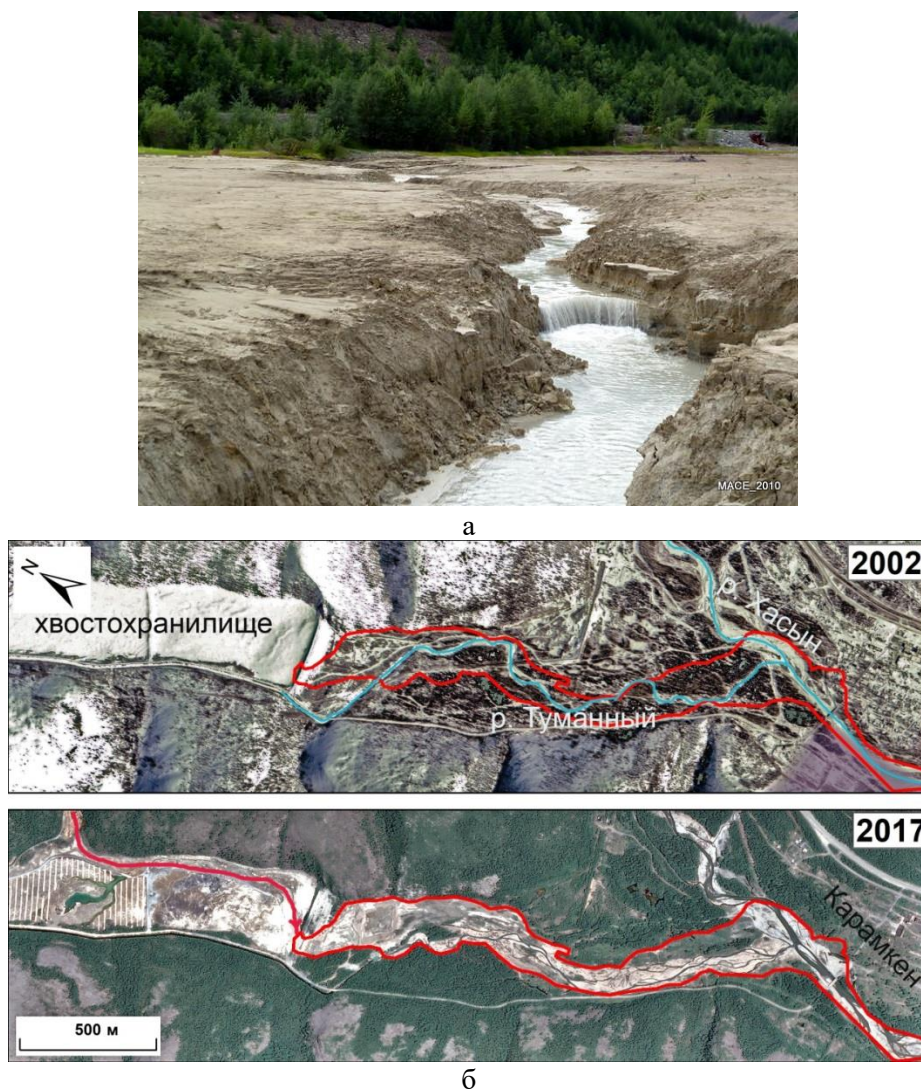 MACE_2010
а
2002
N
хвостохранилище
р. Хасын
р. Туманный
2017
Карамкен
500 м
б